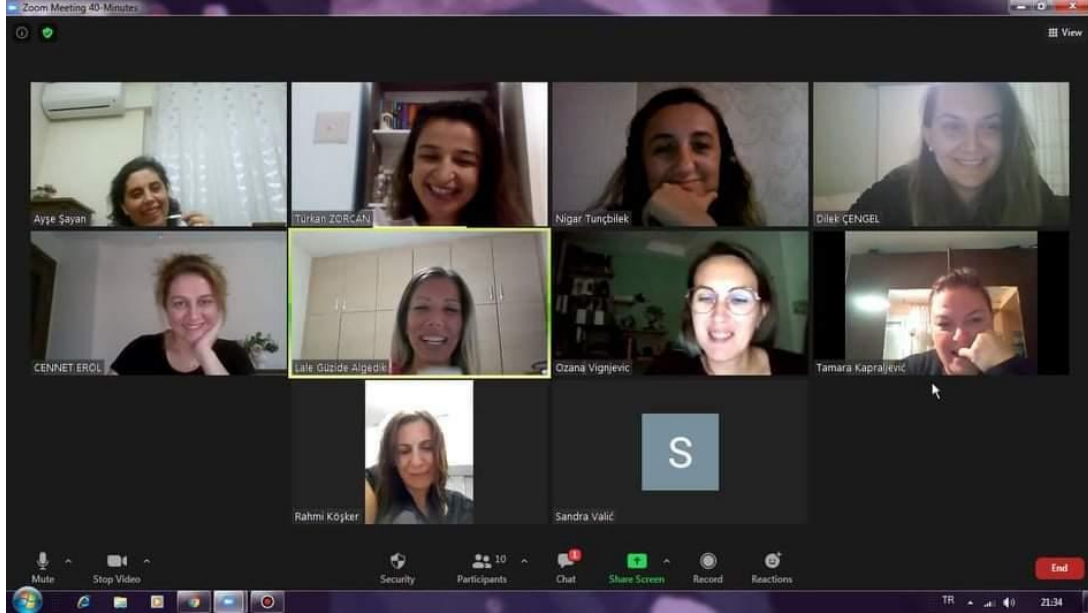 Zoom Meeting 40-Minutes
View
Ayşe Şayan
Türkan ZORCAN
Nigar Tunçbilek
Dilek ÇENGEL
CENNET EROL
Lale Güzide Algedik
Ozana Vignjevic
Tamara Kapraljević
Rahmi Köşker
S
Sandra Valić
Mute
Stop Video
Security
10
Participants
1
Chat
Share Screen
Record
Reactions
End
TR
21:34